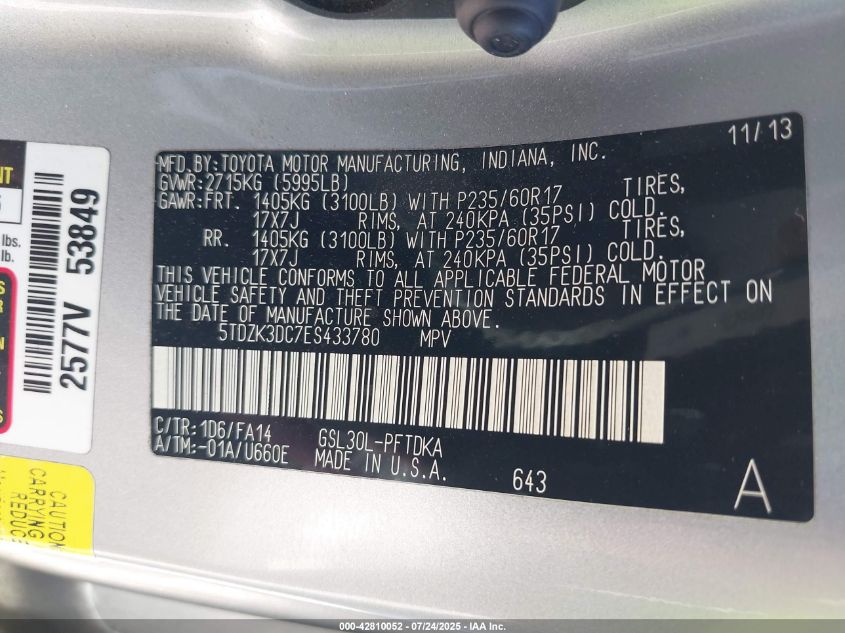 11/13
MFD. BY: TOYOTA MOTOR MANUFACTURING, INDIANA, INC.
GVWR: 2715KG (5995LB)
GAWR: FRT. 1405KG (3100LB) WITH P235/60R17 TIRES,
17X7J RIMS, AT 240KPA (35PSI) COLD.
RR. 1405KG (3100LB) WITH P235/60R17 TIRES,
17X7J RIMS, AT 240KPA (35PSI) COLD.
THIS VEHICLE CONFORMS TO ALL APPLICABLE FEDERAL MOTOR
VEHICLE SAFETY AND THEFT PREVENTION STANDARDS IN EFFECT ON
THE DATE OF MANUFACTURE SHOWN ABOVE.
5TDZK3DC7ES433780 MPV
C/TR: 1D6/FA14 GSL30L-PFTDKA
A/TM: -01A/U660E MADE IN U.S.A.
643
A
2577V 53849
lbs.
lb.
CAUTION
CARRYING
REDUCE
000-42810052 - 07/24/2025 - IAA Inc.